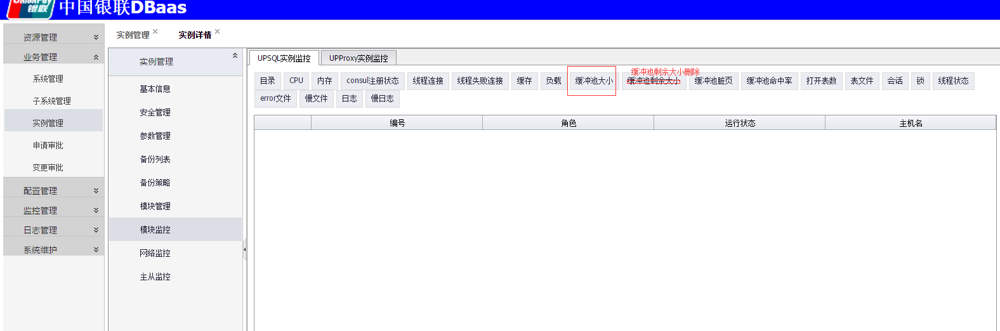 UnionPay
银联
中国银联DBaas
资源管理
业务管理
系统管理
子系统管理
实例管理
申请审批
变更审批
配置管理
监控管理
日志管理
系统维护
实例管理
实例详情
实例管理
基本信息
安全管理
参数管理
备份列表
备份策略
模块管理
模块监控
网络监控
主从监控
UPSQL实例监控
UPProxy实例监控
缓冲池剩余大小删除
目录 CPU 内存 consul注册状态 线程连接 线程失败连接 缓存 负载 缓冲池大小 缓冲池剩余大小 缓冲池脏页 缓冲池命中率 打开表数 表文件 会话 锁 线程状态
error文件 慢文件 日志 慢日志
编号 角色 运行状态 主机名